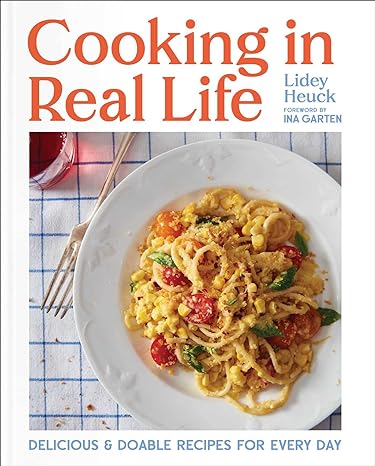 Cooking in
Real Life
Lidey
Heuck
FOREWORD BY
INA GARTEN
DELICIOUS & DOABLE RECIPES FOR EVERY DAY